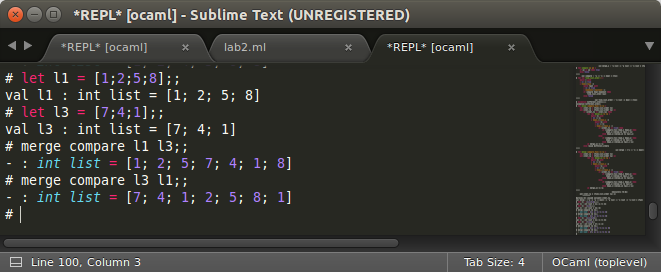 *REPL* [ocaml] - Sublime Text (UNREGISTERED)
*REPL* [ocaml]
lab2.ml
*REPL* [ocaml]
# let l1 = [1;2;5;8];;
val l1 : int list = [1; 2; 5; 8]
# let l3 = [7;4;1];;
val l3 : int list = [7; 4; 1]
# merge compare l1 l3;;
- : int list = [1; 2; 5; 7; 4; 1; 8]
# merge compare l3 l1;;
- : int list = [7; 4; 1; 2; 5; 8; 1]
#
Line 100, Column 3
Tab Size: 4
OCaml (toplevel)